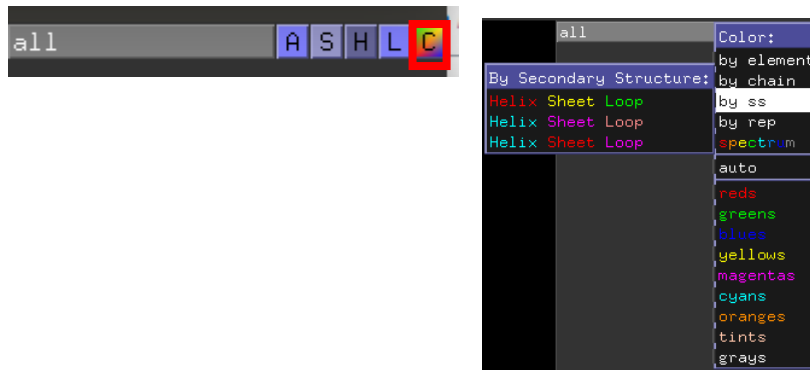 all A S H L C
all
Color:
by element
By Secondary Structure:
by chain
Helix Sheet Loop
by ss
Helix Sheet Loop
by rep
Helix Sheet Loop
spectrum
auto
reds
greens
blues
yellows
magentas
cyans
oranges
tints
grays